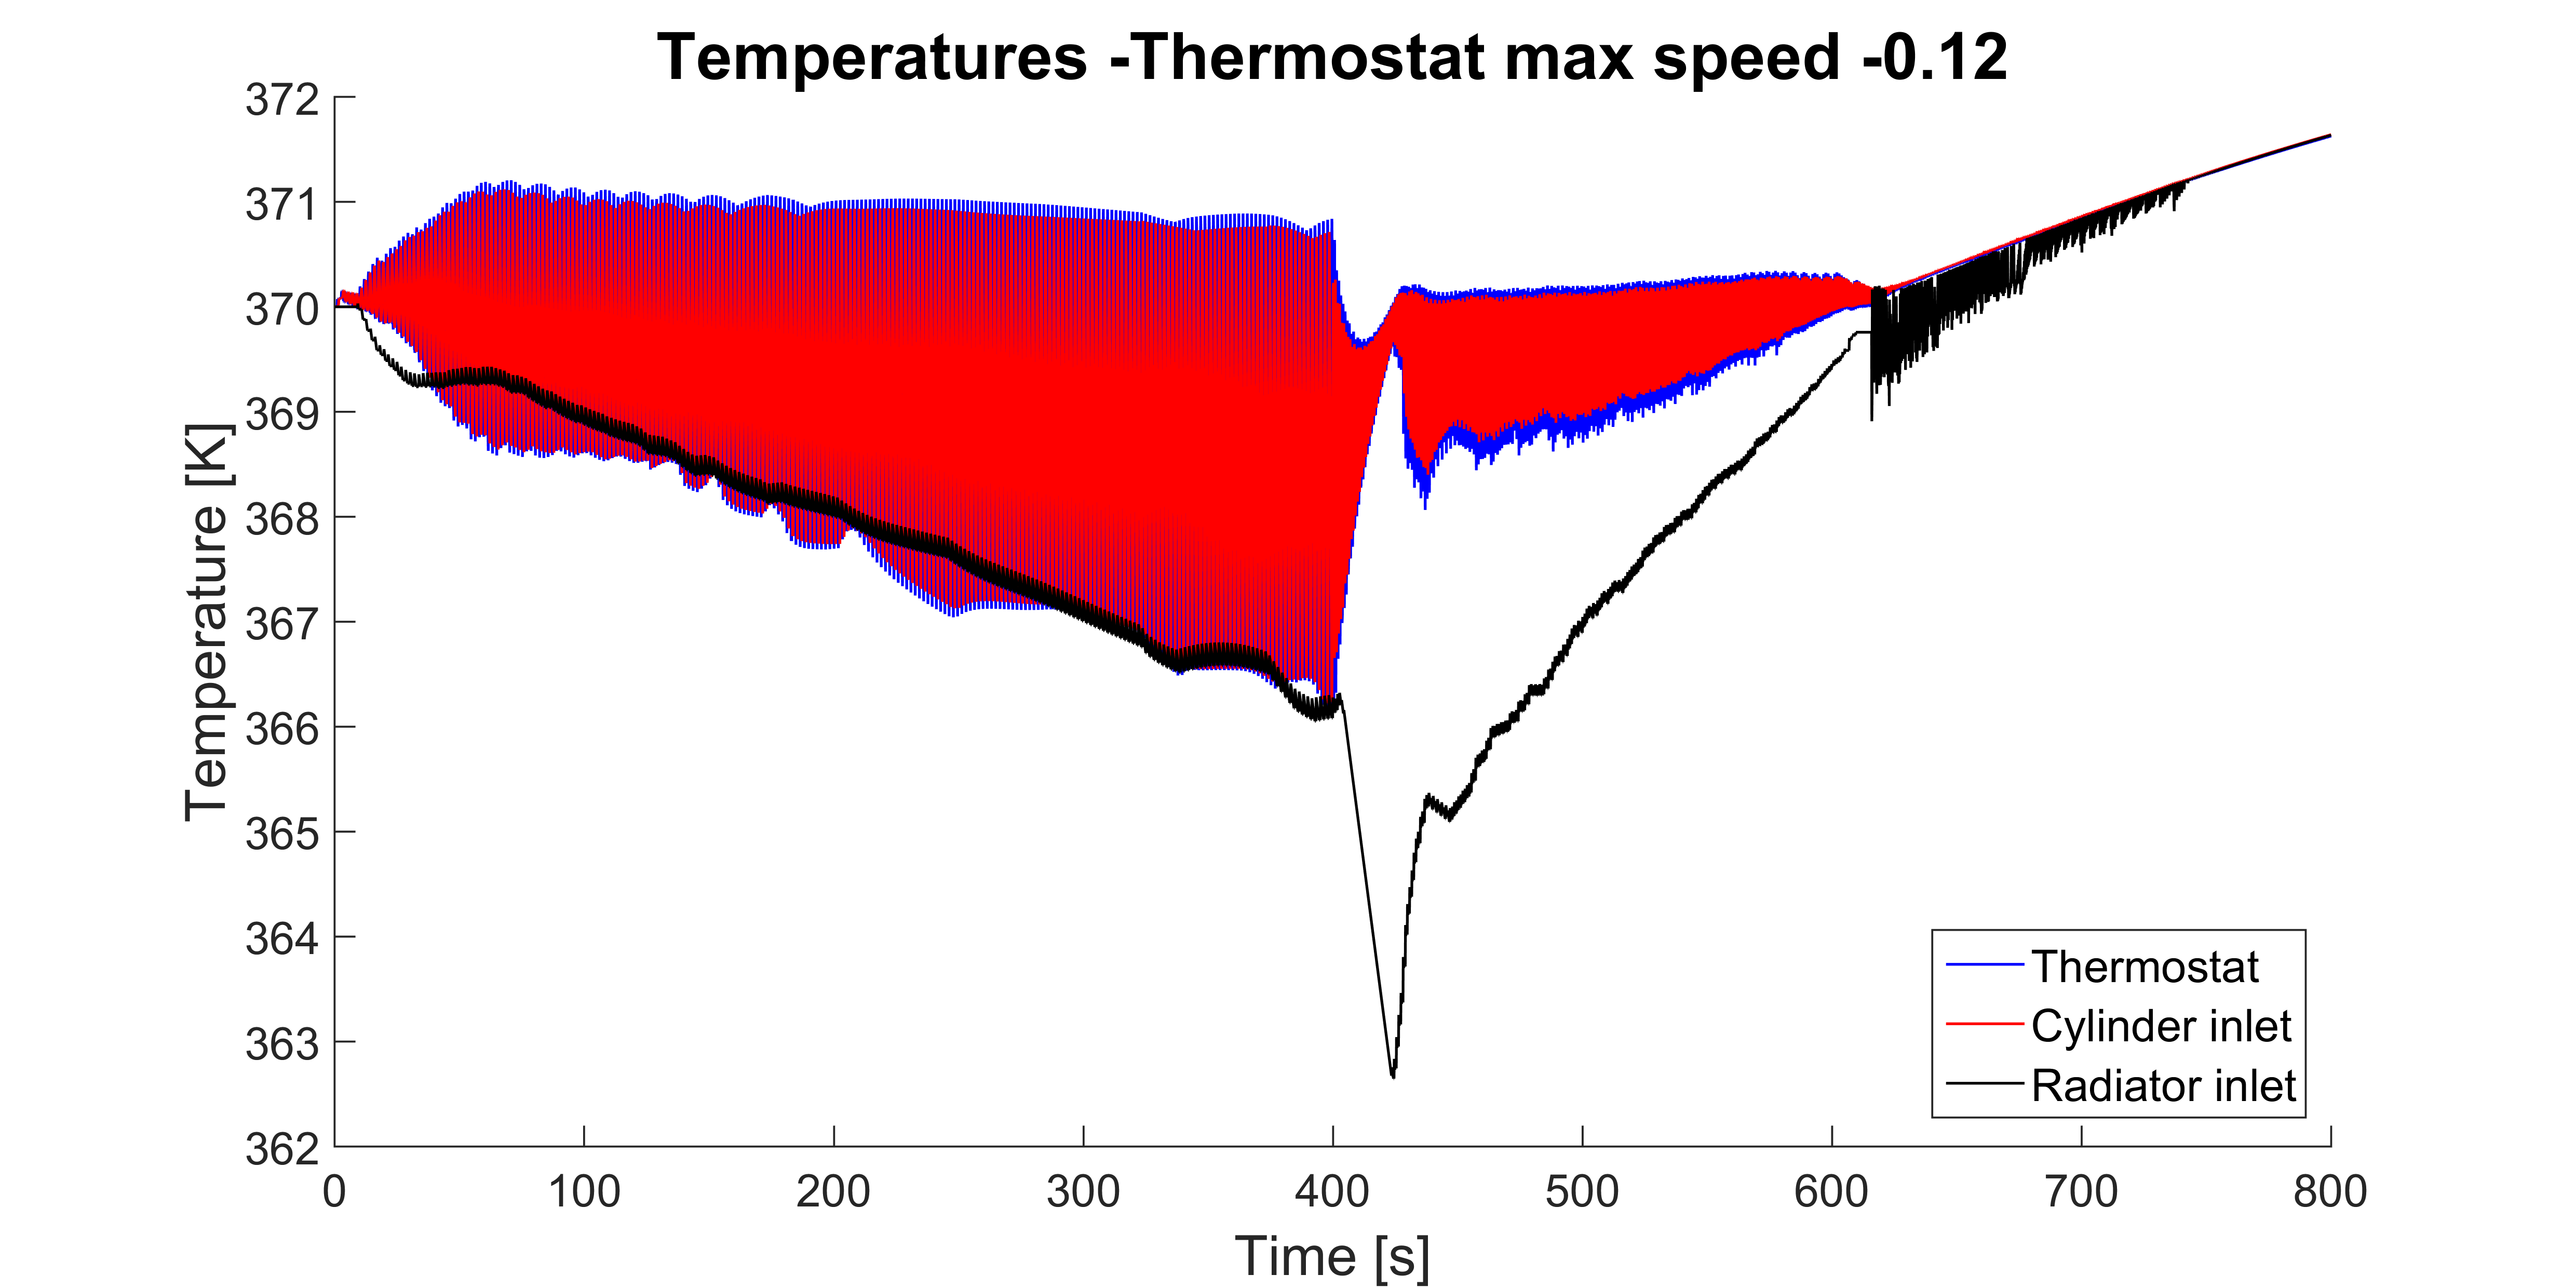 Temperatures -Thermostat max speed -0.12
372
371
370
369
368
367
366
365
364
363
362
Temperature [K]
0 100 200 300 400 500 600 700 800
Time [s]
Thermostat
Cylinder inlet
Radiator inlet